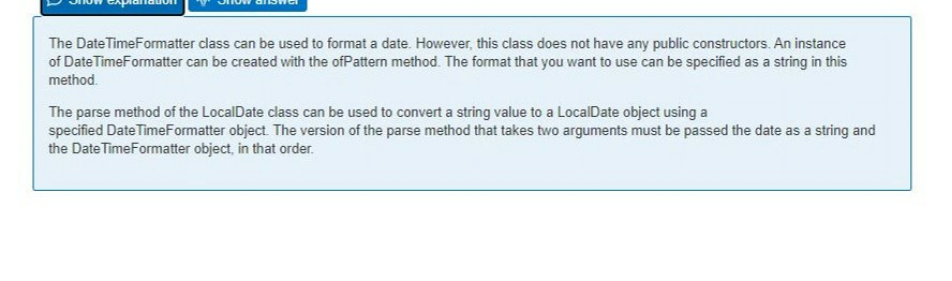 Show explanation Show answer
The DateTimeFormatter class can be used to format a date. However, this class does not have any public constructors. An instance
of DateTimeFormatter can be created with the ofPattern method. The format that you want to use can be specified as a string in this
method.
The parse method of the LocalDate class can be used to convert a string value to a LocalDate object using a
specified DateTimeFormatter object. The version of the parse method that takes two arguments must be passed the date as a string and
the DateTimeFormatter object, in that order.